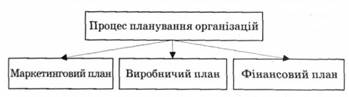 Процес планування організацій
Маркетинговий план
Виробничий план
Фінансовий план